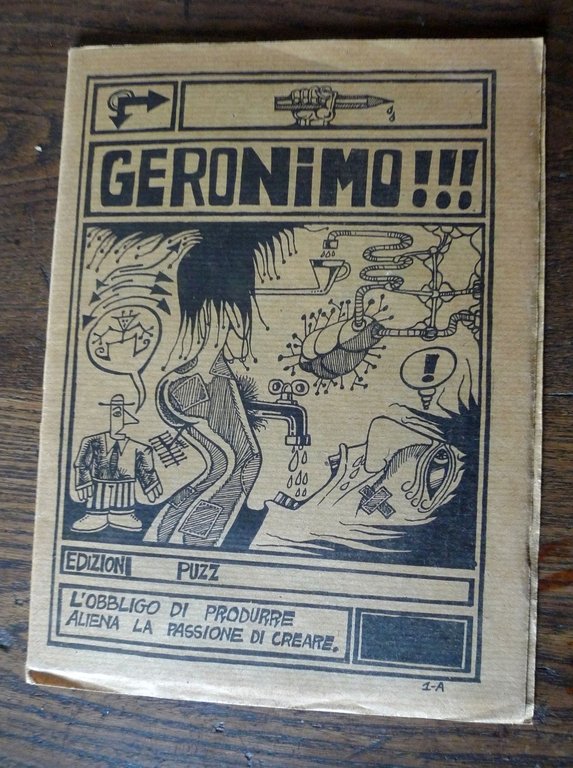 GERONiMO!!!
!
EDIZIONI PUZZ
L'OBBLIGO DI PRODURRE
ALIENA LA PASSIONE DI CREARE.
1-A